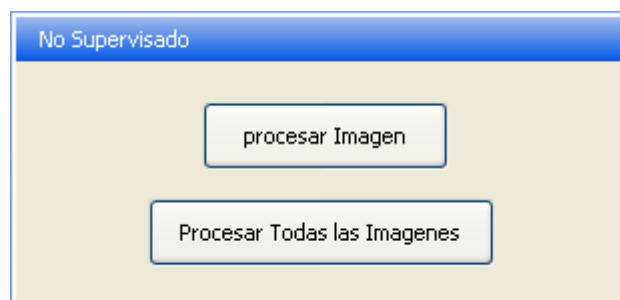 No Supervisado
procesar Imagen
Procesar Todas las Imagenes